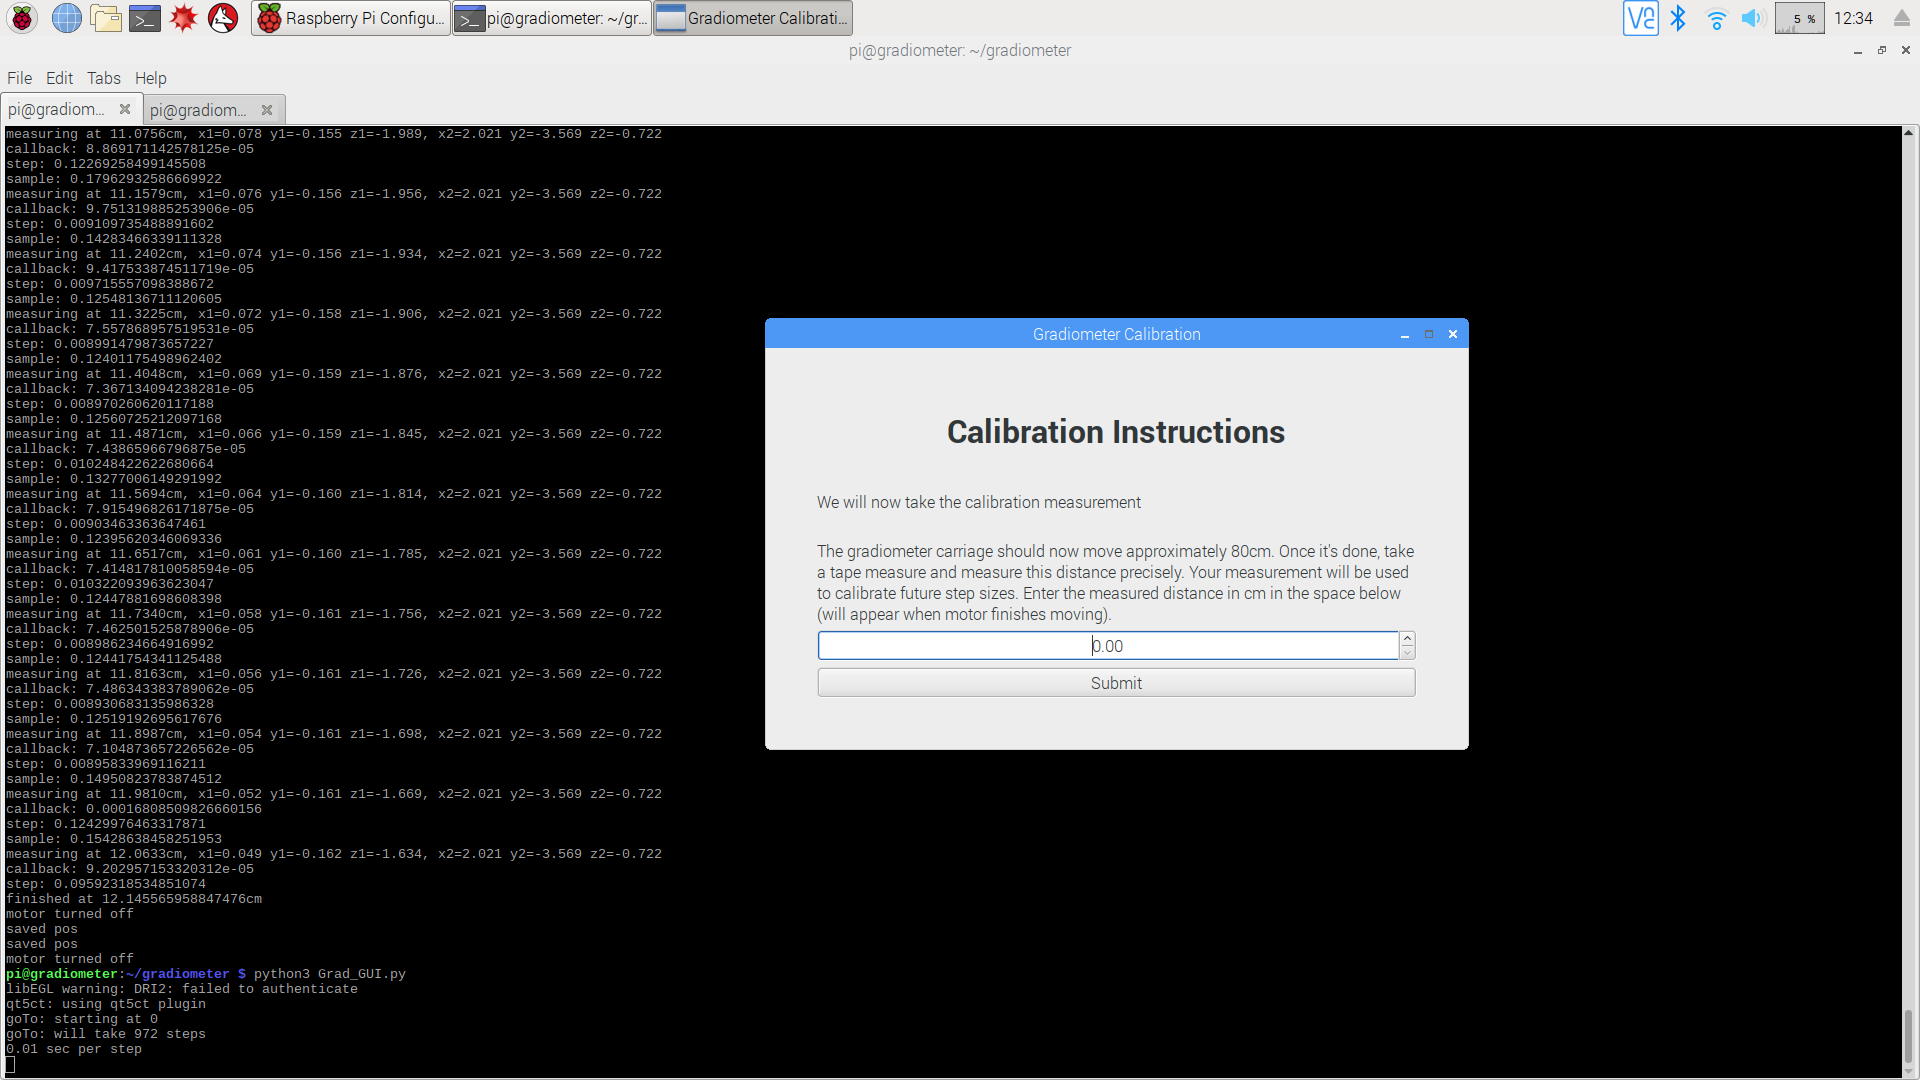 Raspberry Pi Configu...
pi@gradiometer: ~/gr...
Gradiometer Calibrati...
5 %
12:34
pi@gradiometer: ~/gradiometer
File Edit Tabs Help
pi@gradiom...
pi@gradiom...
measuring at 11.0756cm, x1=0.078 y1=-0.155 z1=-1.989, x2=2.021 y2=-3.569 z2=-0.722
callback: 8.869171142578125e-05
step: 0.12269258499145508
sample: 0.17962932586669922
measuring at 11.1579cm, x1=0.076 y1=-0.156 z1=-1.956, x2=2.021 y2=-3.569 z2=-0.722
callback: 9.751319885253906e-05
step: 0.009109735488891602
sample: 0.14283466339111328
measuring at 11.2402cm, x1=0.074 y1=-0.156 z1=-1.934, x2=2.021 y2=-3.569 z2=-0.722
callback: 9.417533874511719e-05
step: 0.009715557098388672
sample: 0.12548136711120605
measuring at 11.3225cm, x1=0.072 y1=-0.158 z1=-1.906, x2=2.021 y2=-3.569 z2=-0.722
callback: 7.557868957519531e-05
step: 0.008991479873657227
sample: 0.12401175498962402
measuring at 11.4048cm, x1=0.069 y1=-0.159 z1=-1.876, x2=2.021 y2=-3.569 z2=-0.722
callback: 7.367134094238281e-05
step: 0.008970260620117188
sample: 0.12560725212097168
measuring at 11.4871cm, x1=0.066 y1=-0.159 z1=-1.845, x2=2.021 y2=-3.569 z2=-0.722
callback: 7.43865966796875e-05
step: 0.010248422622680664
sample: 0.13277006149291992
measuring at 11.5694cm, x1=0.064 y1=-0.160 z1=-1.814, x2=2.021 y2=-3.569 z2=-0.722
callback: 7.915496826171875e-05
step: 0.00903463363647461
sample: 0.12395620346069336
measuring at 11.6517cm, x1=0.061 y1=-0.160 z1=-1.785, x2=2.021 y2=-3.569 z2=-0.722
callback: 7.414817810058594e-05
step: 0.010322093963623047
sample: 0.12447881698608398
measuring at 11.7340cm, x1=0.058 y1=-0.161 z1=-1.756, x2=2.021 y2=-3.569 z2=-0.722
callback: 7.462501525878906e-05
step: 0.008986234664916992
sample: 0.12441754341125488
measuring at 11.8163cm, x1=0.056 y1=-0.161 z1=-1.726, x2=2.021 y2=-3.569 z2=-0.722
callback: 7.486343383789062e-05
step: 0.008930683135986328
sample: 0.12519192695617676
measuring at 11.8987cm, x1=0.054 y1=-0.161 z1=-1.698, x2=2.021 y2=-3.569 z2=-0.722
callback: 7.104873657226562e-05
step: 0.00895833969116211
sample: 0.14950823783874512
measuring at 11.9810cm, x1=0.052 y1=-0.161 z1=-1.669, x2=2.021 y2=-3.569 z2=-0.722
callback: 0.00016808509826660156
step: 0.12429976463317871
sample: 0.15428638458251953
measuring at 12.0633cm, x1=0.049 y1=-0.162 z1=-1.634, x2=2.021 y2=-3.569 z2=-0.722
callback: 9.202957153320312e-05
step: 0.09592318534851074
finished at 12.145565958847476cm
motor turned off
saved pos
saved pos
motor turned off
pi@gradiometer:~/gradiometer $ python3 Grad_GUI.py
libEGL warning: DRI2: failed to authenticate
qt5ct: using qt5ct plugin
goTo: starting at 0
goTo: will take 972 steps
0.01 sec per step
Gradiometer Calibration
Calibration Instructions
We will now take the calibration measurement
The gradiometer carriage should now move approximately 80cm. Once it's done, take
a tape measure and measure this distance precisely. Your measurement will be used
to calibrate future step sizes. Enter the measured distance in cm in the space below
(will appear when motor finishes moving).
0.00
Submit